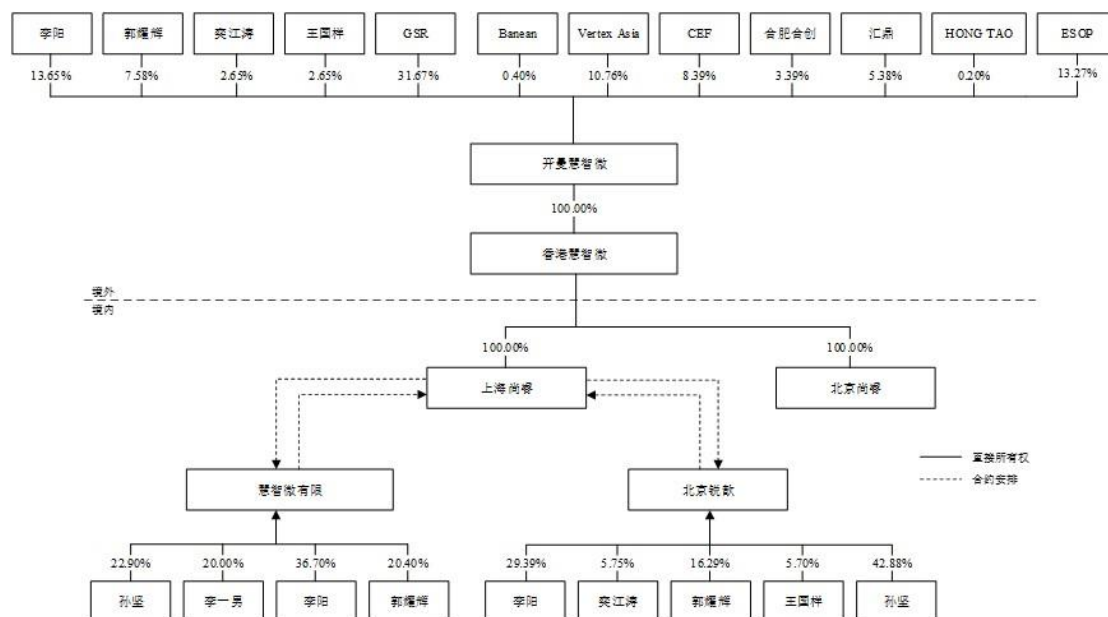 李阳 郭耀辉 奕江涛 王国样 GSR Banean Vertex Asia CEF 合肥合创 汇鼎 HONG TAO ESOP
13.65% 7.58% 2.65% 2.65% 31.67% 0.40% 10.76% 8.39% 3.39% 5.38% 0.20% 13.27%
开曼慧智微
100.00%
香港慧智微
境外
境内
100.00% 100.00%
上海尚睿 北京尚睿
直接所有权
合约安排
慧智微有限 北京锐歆
22.90% 20.00% 36.70% 20.40% 29.39% 5.75% 16.29% 5.70% 42.88%
孙坚 李一男 李阳 郭耀辉 李阳 奕江涛 郭耀辉 王国样 孙坚